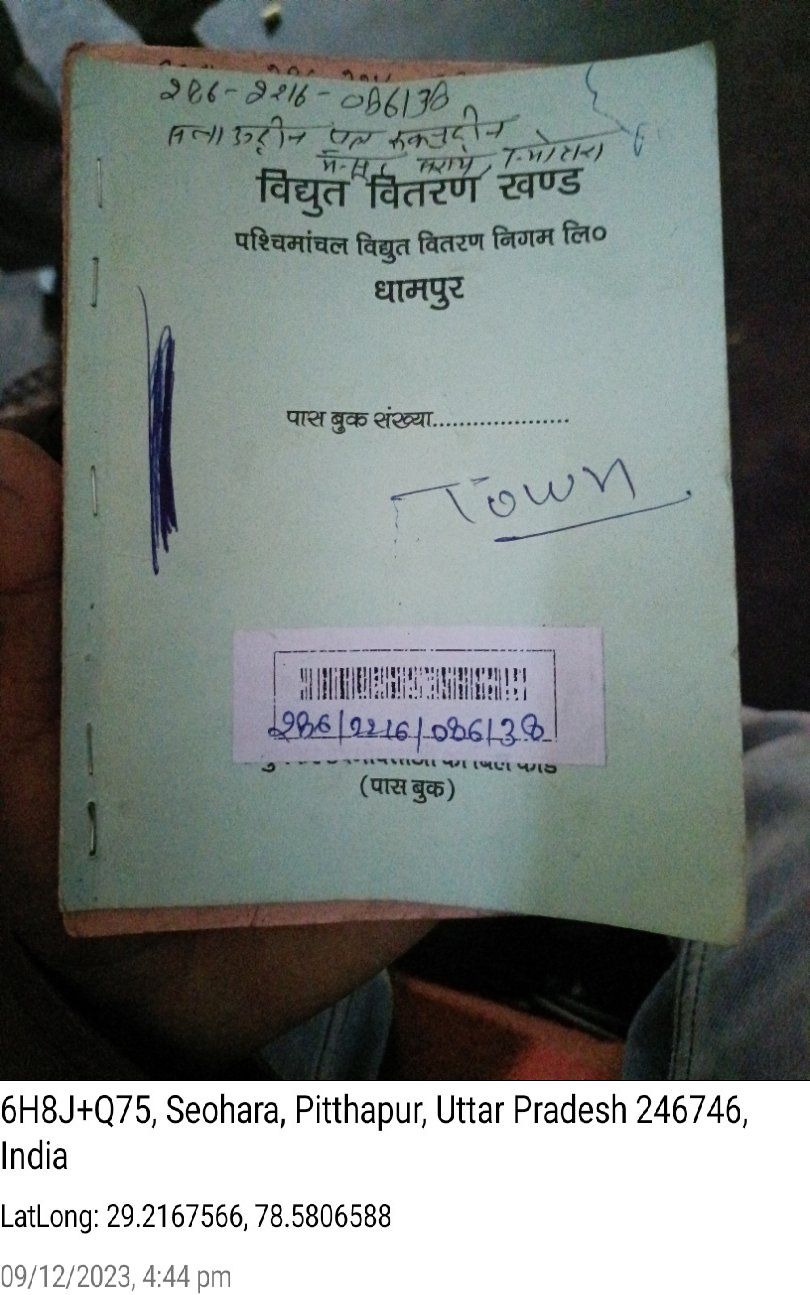 286-2216-086138
विद्युत वितरण खण्ड
पश्चिमांचल विद्युत वितरण निगम लि०
धामपुर
पास बुक संख्या...................
Town
286/2216/086138
(पास बुक)
6H8J+Q75, Seohara, Pitthapur, Uttar Pradesh 246746,
India
LatLong: 29.2167566, 78.5806588
09/12/2023, 4:44 pm